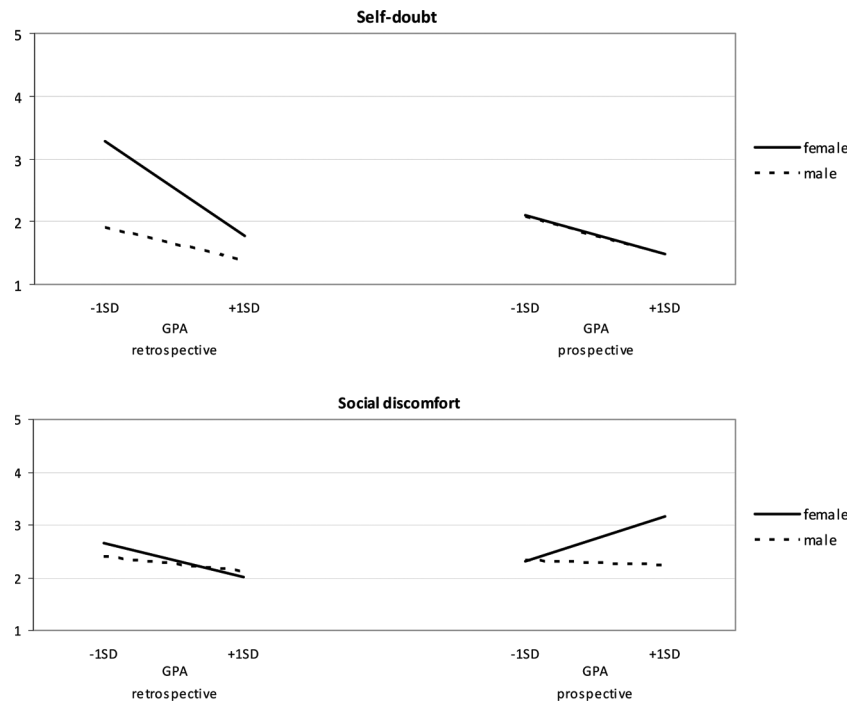 Self-doubt
5
4
3
2
1
female
male
-1SD +1SD -1SD +1SD
GPA GPA
retrospective prospective
Social discomfort
5
4
3
2
1
female
male
-1SD +1SD -1SD +1SD
GPA GPA
retrospective prospective